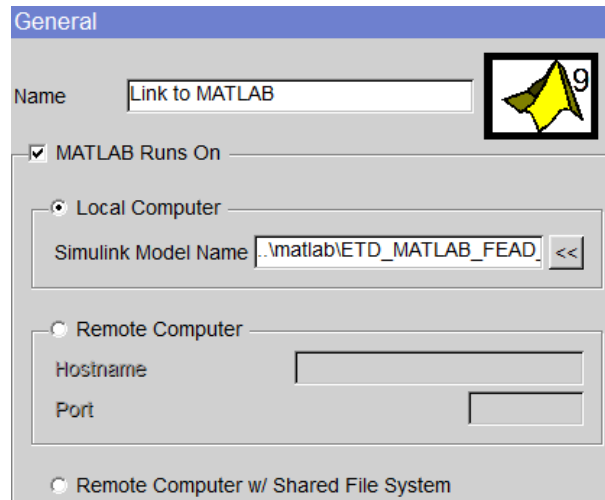 General
9
Name Link to MATLAB
MATLAB Runs On
Local Computer
Simulink Model Name ..\matlab\ETD_MATLAB_FEAD_ <<
Remote Computer
Hostname
Port
Remote Computer w/ Shared File System